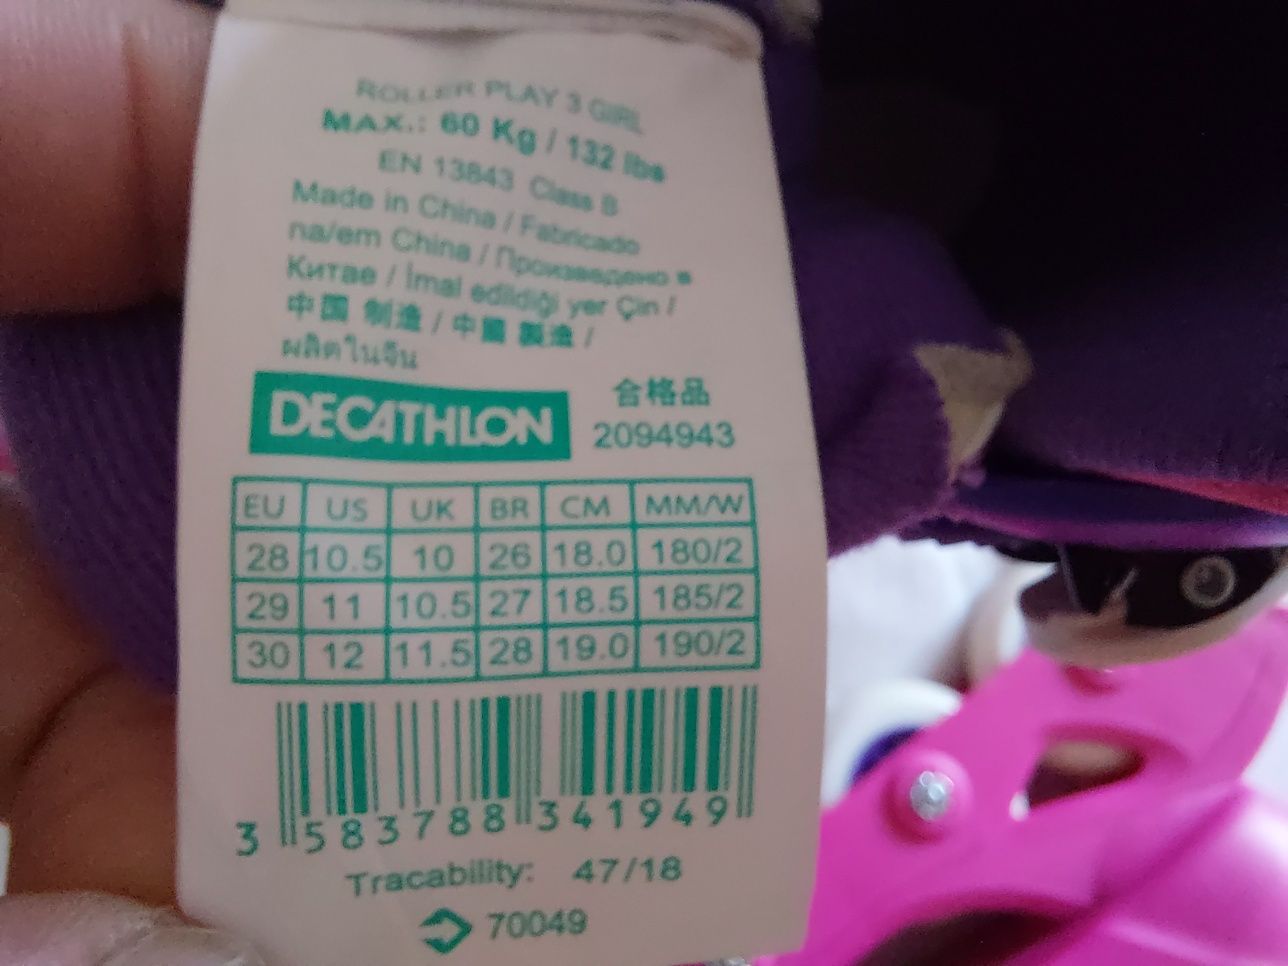 ROLLER PLAY 3 GIRL
MAX.: 60 Kg / 132 lbs
EN 13843 Class B
Made in China / Fabricado
na/em China / Произведено в
Китае / İmal edildiği yer Çin /
中国 制造 / 中國 製造 /
ผลิตในจีน
DECATHLON
合格品
2094943
EU US UK BR CM MM/W
28 10.5 10 26 18.0 180/2
29 11 10.5 27 18.5 185/2
30 12 11.5 28 19.0 190/2
3 583788 341949
Tracability: 47/18
70049